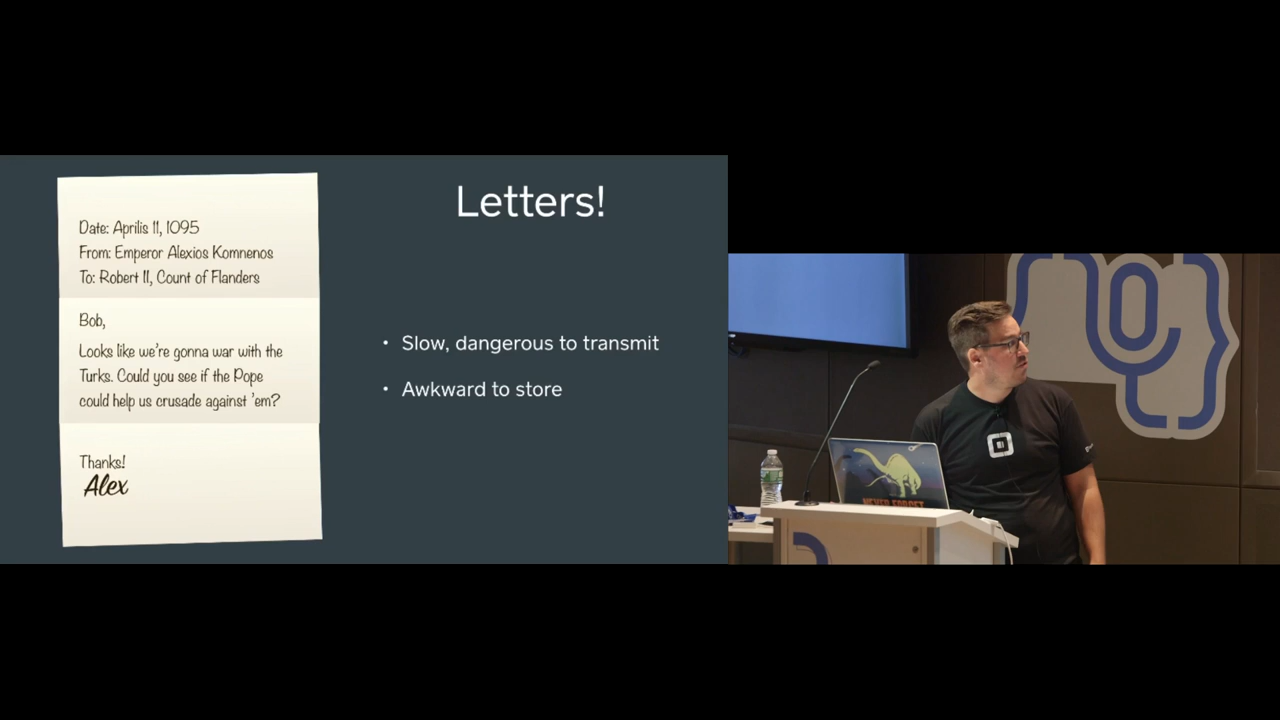 Date: Aprilis 11, 1095
From: Emperor Alexios Komnenos
To: Robert II, Count of Flanders
Bob,
Looks like we're gonna war with the
Turks. Could you see if the Pope
could help us crusade against 'em?
Thanks!
Alex
Letters!
• Slow, dangerous to transmit
• Awkward to store
NEVER FORGET